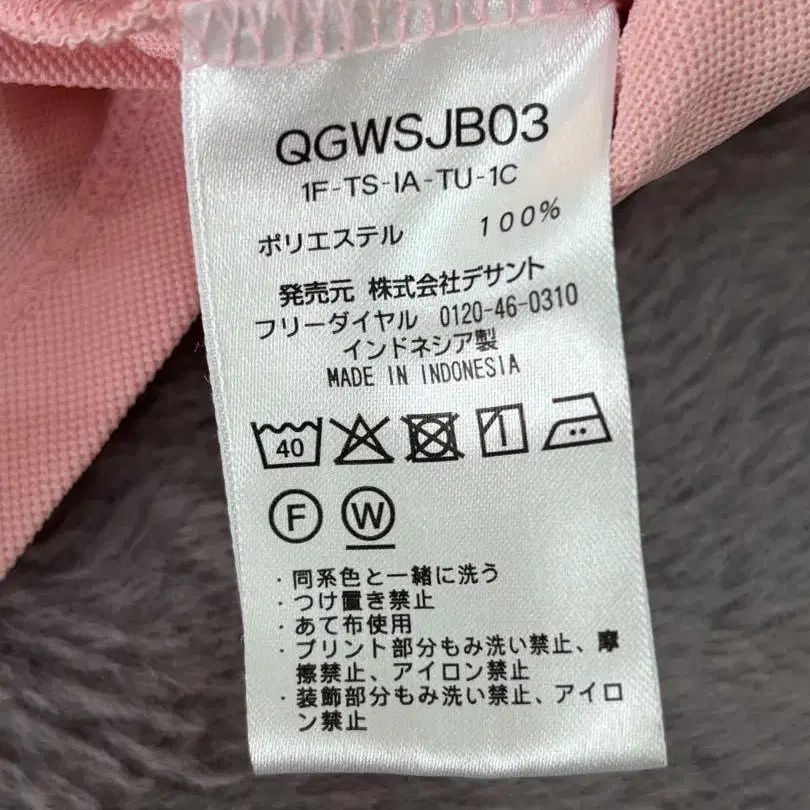 QGWSJB03
1F-TS-IA-TU-1C
ポリエステル 100%
発売元 株式会社デサント
フリーダイヤル 0120-46-0310
インドネシア製
MADE IN INDONESIA
40
F W
・同系色と一緒に洗う
・つけ置き禁止
・あて布使用
・プリント部分もみ洗い禁止、摩
擦禁止、アイロン禁止
・装飾部分もみ洗い禁止、アイロ
ン禁止